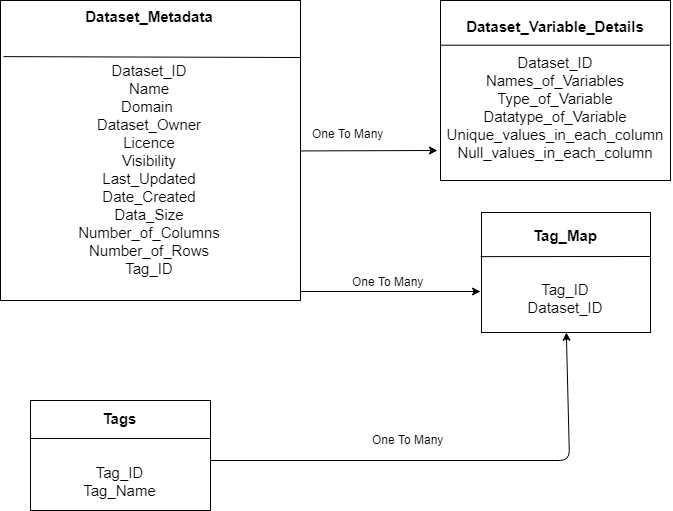 Dataset_Metadata
Dataset_ID
Name
Domain
Dataset_Owner
Licence
Visibility
Last_Updated
Date_Created
Data_Size
Number_of_Columns
Number_of_Rows
Tag_ID
One To Many
Dataset_Variable_Details
Dataset_ID
Names_of_Variables
Type_of_Variable
Datatype_of_Variable
Unique_values_in_each_column
Null_values_in_each_column
One To Many
Tag_Map
Tag_ID
Dataset_ID
Tags
Tag_ID
Tag_Name
One To Many